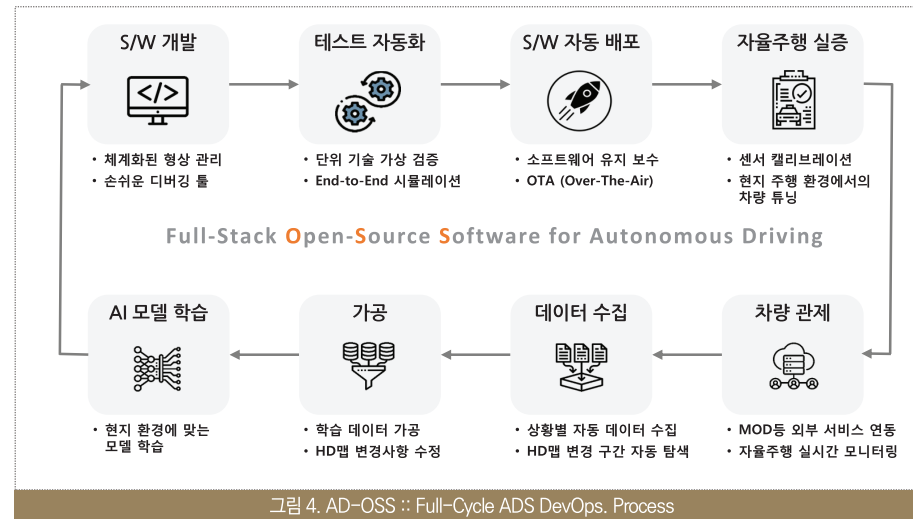 S/W 개발
테스트 자동화
S/W 자동 배포
자율주행 실증
</>
• 체계화된 형상 관리
• 손쉬운 디버깅 툴
• 단위 기술 가상 검증
• End-to-End 시뮬레이션
• 소프트웨어 유지 보수
• OTA (Over-The-Air)
• 센서 캘리브레이션
• 현지 주행 환경에서의
차량 튜닝
Full-Stack Open-Source Software for Autonomous Driving
AI 모델 학습
가공
데이터 수집
차량 관제
• 현지 환경에 맞는
모델 학습
• 학습 데이터 가공
• HD맵 변경사항 수정
• 상황별 자동 데이터 수집
• HD맵 변경 구간 자동 탐색
• MOD등 외부 서비스 연동
• 자율주행 실시간 모니터링
그림 4. AD-OSS :: Full-Cycle ADS DevOps. Process